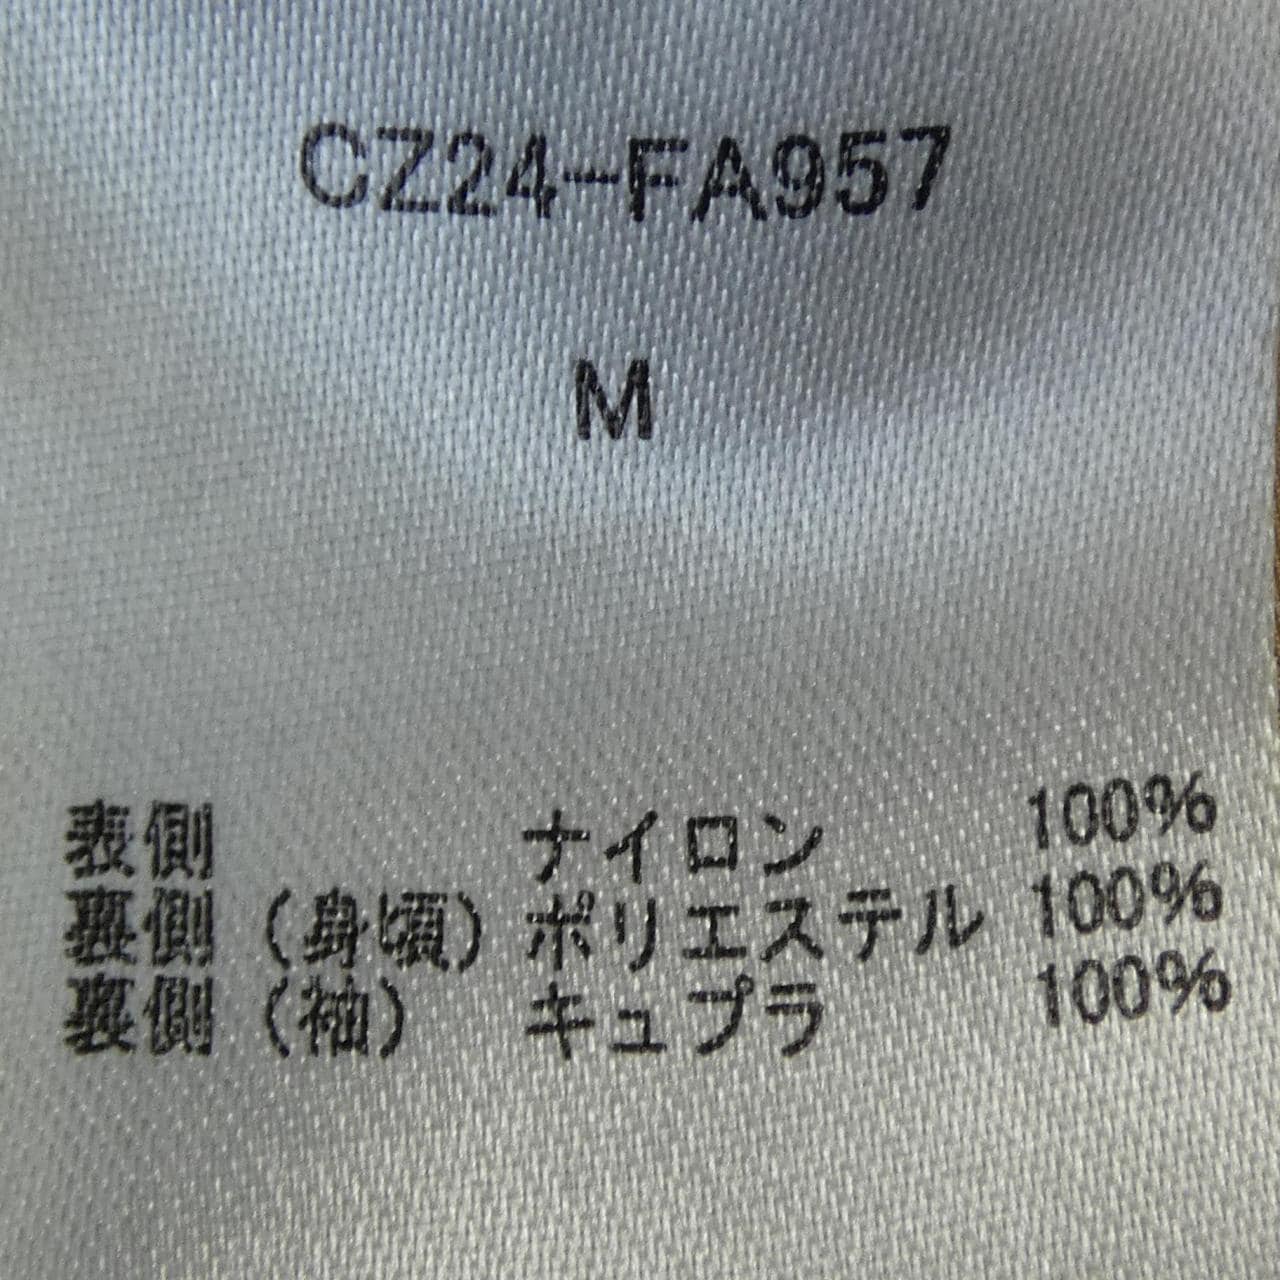 CZ24-FA957
M
表側 ナイロン 100%
裏側(身頃) ポリエステル 100%
裏側(袖) キュプラ 100%